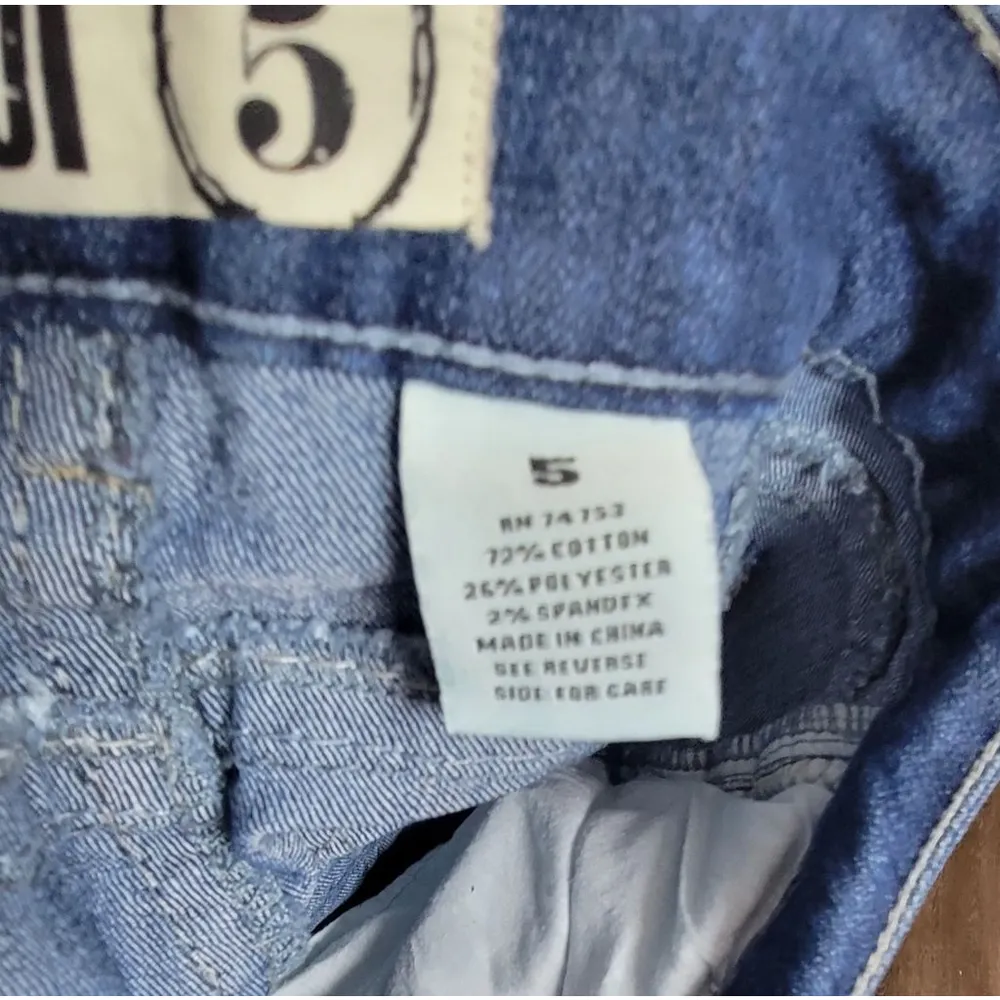 5
5
RN 74753
72% COTTON
26% POLYESTER
2% SPANDEX
MADE IN CHINA
SEE REVERSE
SIDE FOR CARE